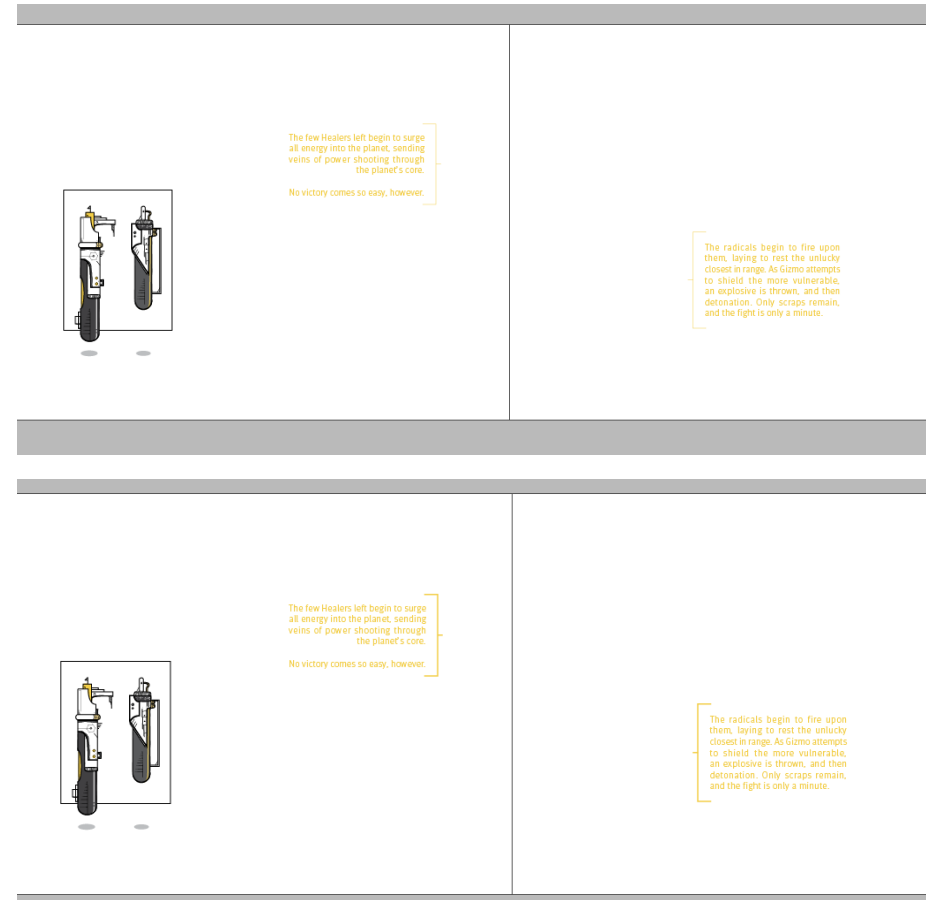 The few Healers left begin to surge
all energy into the planet, sending
veins of power shooting through
the planet's core.
No victory comes so easy, however.
The radicals begin to fire upon
them, laying to rest the unlucky
closest in range. As Gizmo attempts
to shield the more vulnerable,
an explosive is thrown, and then
detonation. Only scraps remain,
and the fight is only a minute.
The few Healers left begin to surge
all energy into the planet, sending
veins of power shooting through
the planet's core.
No victory comes so easy, however.
The radicals begin to fire upon
them, laying to rest the unlucky
closest in range. As Gizmo attempts
to shield the more vulnerable,
an explosive is thrown, and then
detonation. Only scraps remain,
and the fight is only a minute.